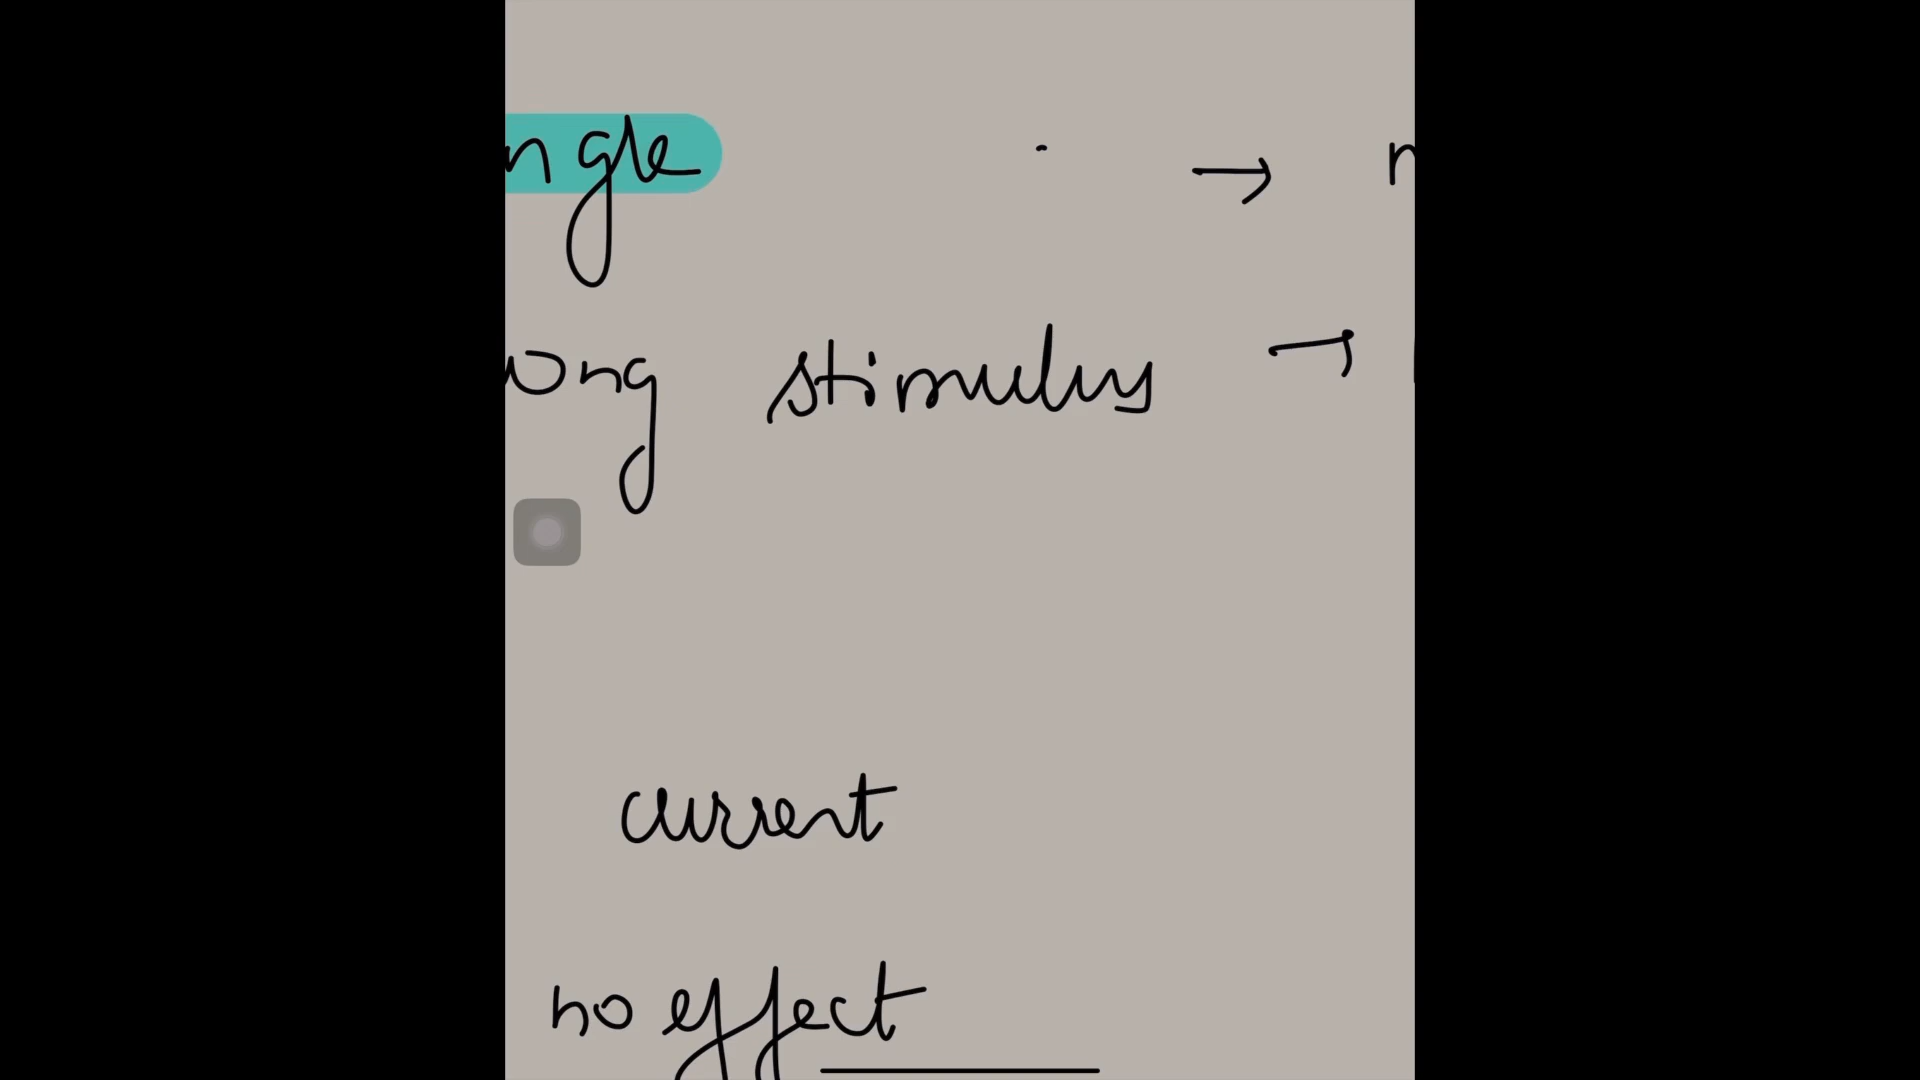 ngle → n
ong stimulus →
current
no effect